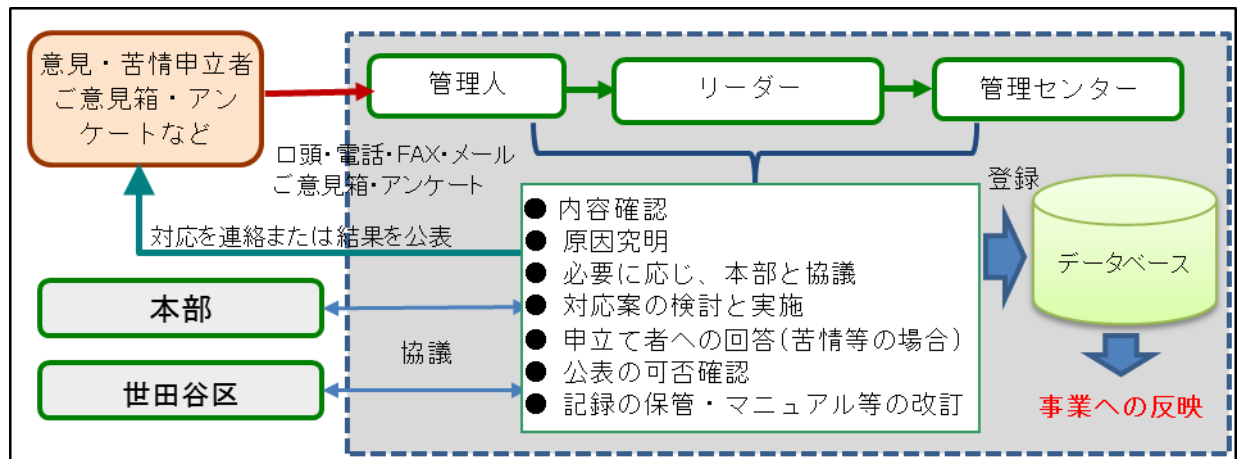 意見・苦情申立者
ご意見箱・アン
ケートなど
管理人
リーダー
管理センター
口頭・電話・FAX・メール
ご意見箱・アンケート
対応を連絡または結果を公表
本部
協議
世田谷区
● 内容確認
● 原因究明
● 必要に応じ、本部と協議
● 対応案の検討と実施
● 申立て者への回答(苦情等の場合)
● 公表の可否確認
● 記録の保管・マニュアル等の改訂
登録
データベース
事業への反映